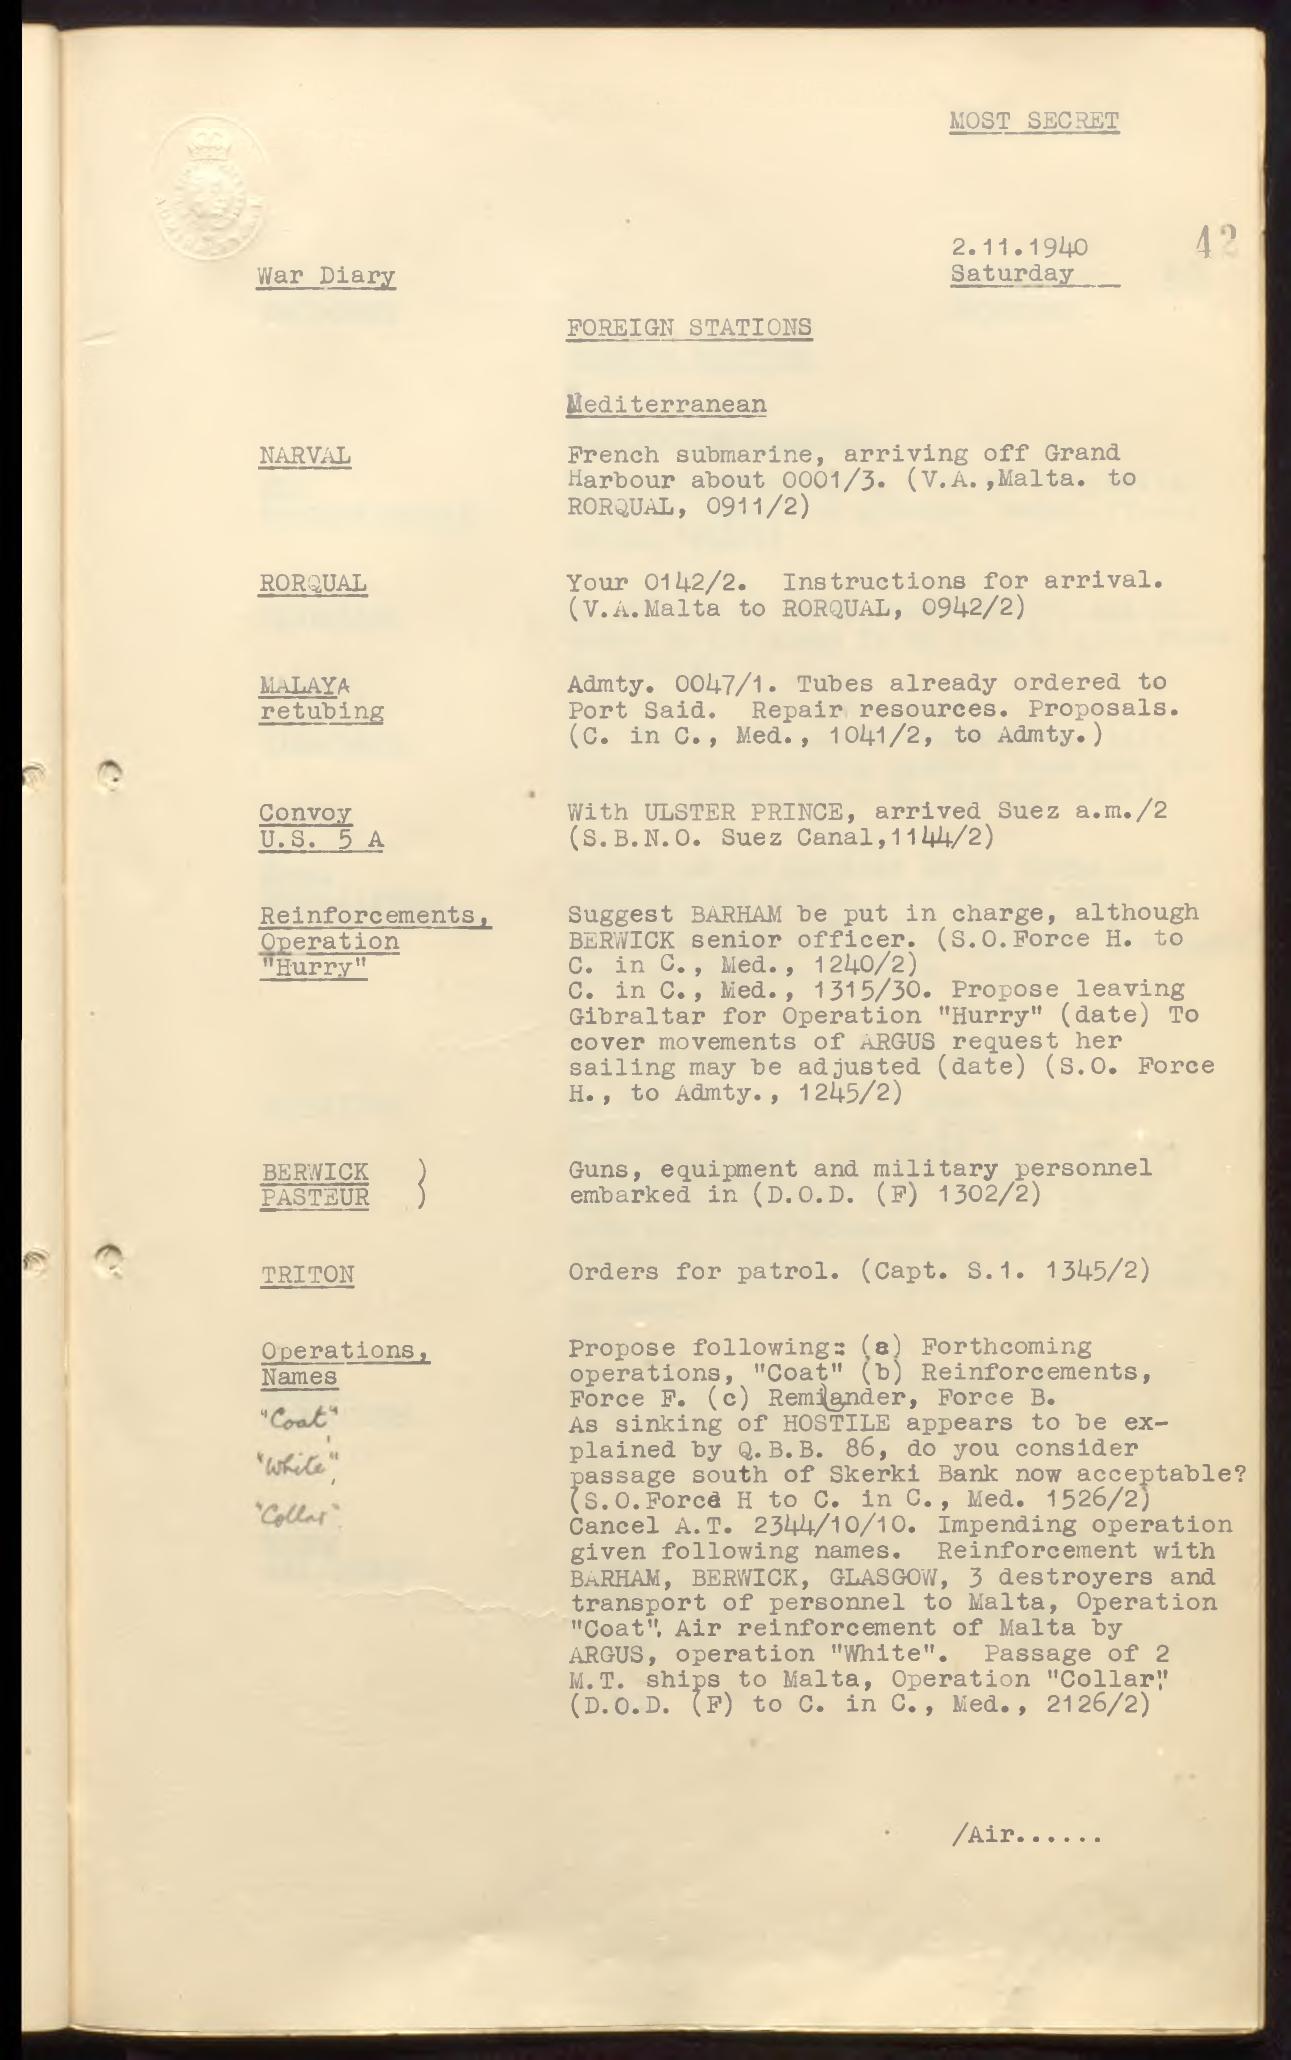 MOST SECRET
2.11.1940
42
War Diary
Saturday
FOREIGN STATIONS
Mediterranean
NARVAL
French submarine, arriving off Grand
Harbour about 0001/3. (V.A.,Malta. to
RORQUAL, 0911/2)
RORQUAL
Your 0142/2. Instructions for arrival.
(V.A.Malta to RORQUAL, 0942/2)
MALAYA
retubing
Admty. 0047/1. Tubes already ordered to
Port Said. Repair resources. Proposals.
(C. in C., Med., 1041/2, to Admty.)
Convoy
U.S. 5 A
With ULSTER PRINCE, arrived Suez a.m./2
(S.B.N.O. Suez Canal,1144/2)
Reinforcements,
Operation
"Hurry"
Suggest BARHAM be put in charge, although
BERWICK senior officer. (S.O.Force H. to
C. in C., Med., 1240/2)
C. in C., Med., 1315/30. Propose leaving
Gibraltar for Operation "Hurry" (date) To
cover movements of ARGUS request her
sailing may be adjusted (date) (S.O. Force
H., to Admty., 1245/2)
BERWICK )
PASTEUR )
Guns, equipment and military personnel
embarked in (D.O.D. (F) 1302/2)
TRITON
Orders for patrol. (Capt. S.1. 1345/2)
Operations,
Names
"Coat",
"White",
"Collar".
Propose following: (a) Forthcoming
operations, "Coat" (b) Reinforcements,
Force F. (c) Remiander, Force B.
As sinking of HOSTILE appears to be ex-
plained by Q.B.B. 86, do you consider
passage south of Skerki Bank now acceptable?
(S.O.Force H to C. in C., Med. 1526/2)
Cancel A.T. 2344/10/10. Impending operation
given following names. Reinforcement with
BARHAM, BERWICK, GLASGOW, 3 destroyers and
transport of personnel to Malta, Operation
"Coat". Air reinforcement of Malta by
ARGUS, operation "White". Passage of 2
M.T. ships to Malta, Operation "Collar".
(D.O.D. (F) to C. in C., Med., 2126/2)
/Air......